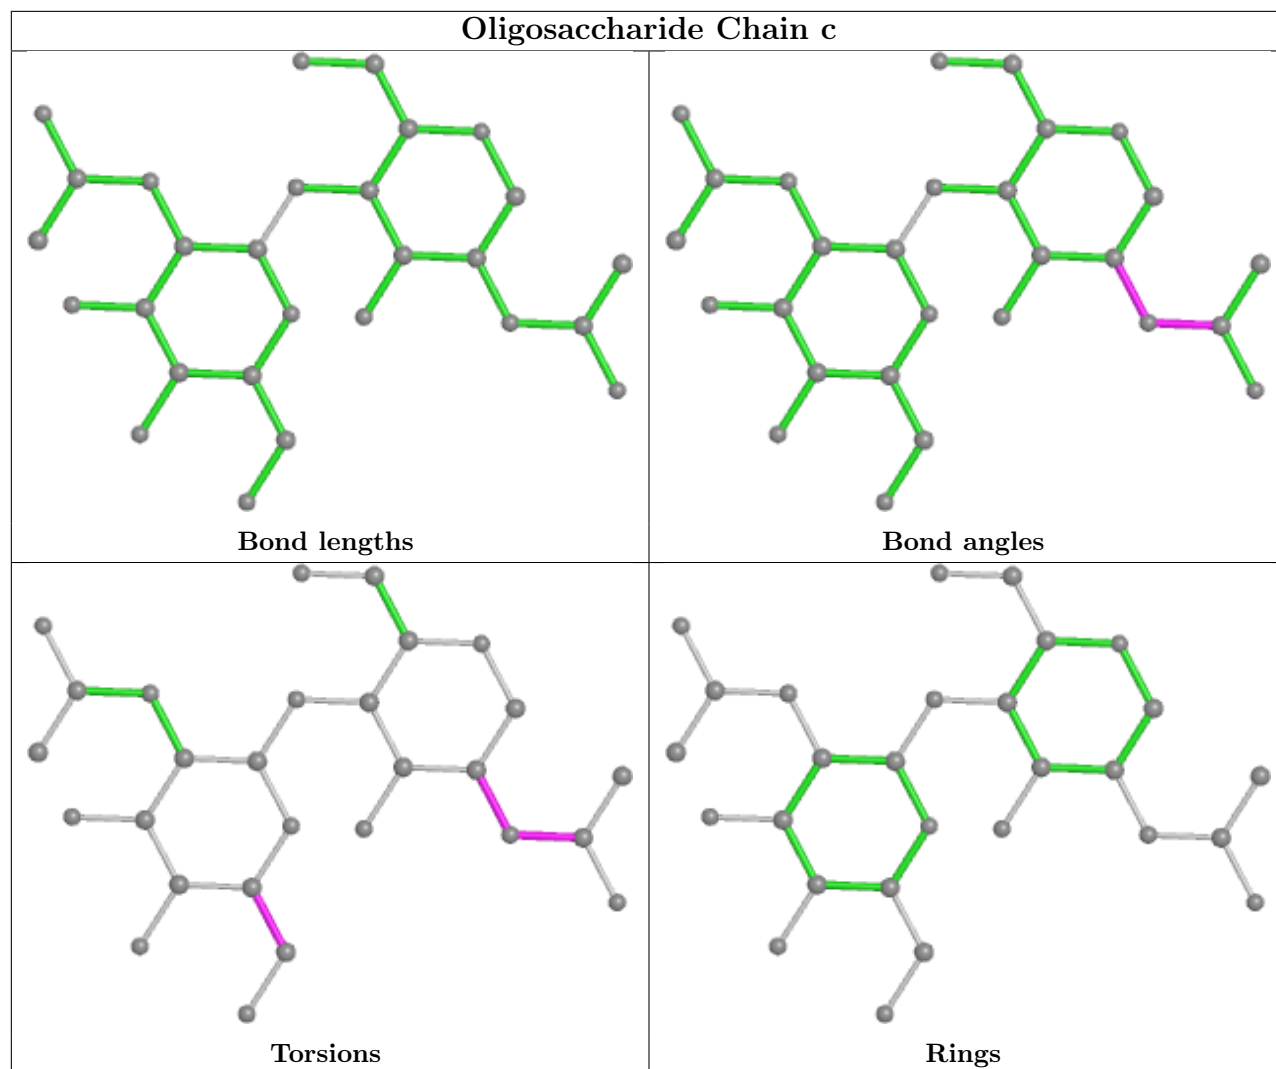 Oligosaccharide Chain c
Bond lengths
Bond angles
Torsions
Rings